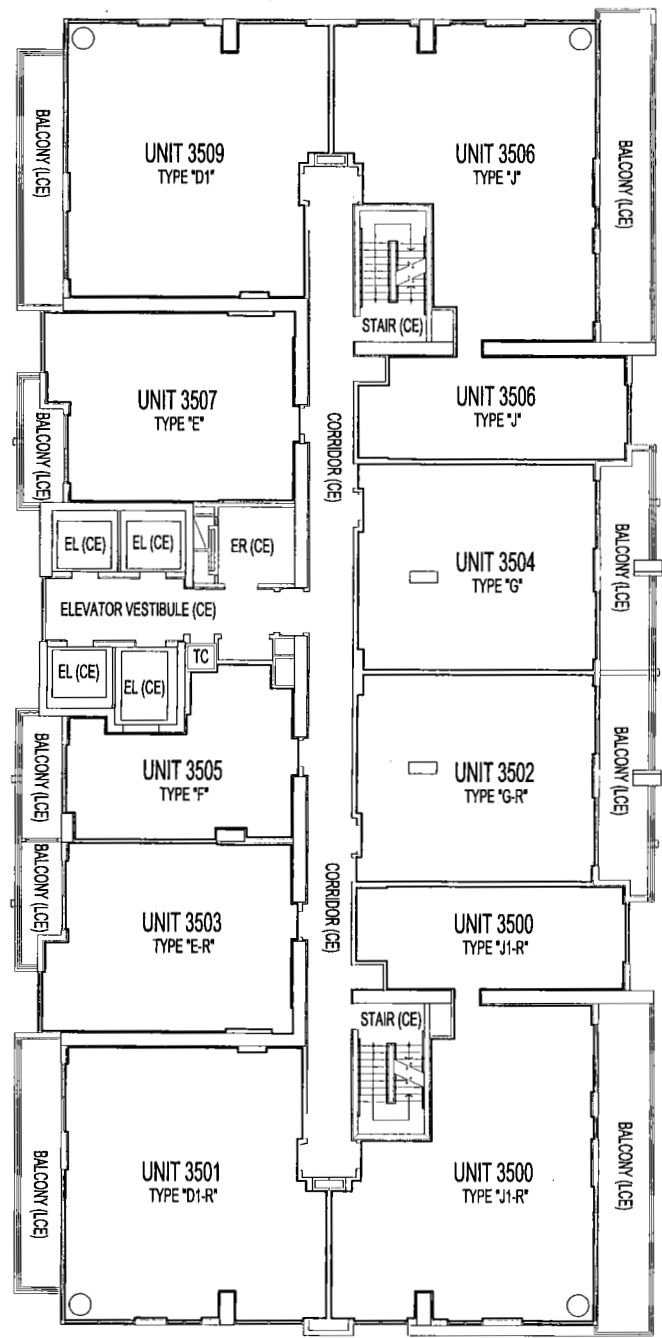 UNIT 3509
TYPE "D1"
UNIT 3506
TYPE "J"
BALCONY (LCE)
BALCONY (LCE)
STAIR (CE)
UNIT 3507
TYPE "E"
UNIT 3506
TYPE "J"
BALCONY (LCE)
CORRIDOR (CE)
EL (CE)
EL (CE)
ER (CE)
UNIT 3504
TYPE "G"
BALCONY (LCE)
ELEVATOR VESTIBULE (CE)
TC
EL (CE)
EL (CE)
UNIT 3505
TYPE "F"
BALCONY (LCE)
UNIT 3502
TYPE "G-R"
BALCONY (LCE)
BALCONY (LCE)
UNIT 3503
TYPE "E-R"
CORRIDOR (CE)
UNIT 3500
TYPE "J1-R"
STAIR (CE)
UNIT 3501
TYPE "D1-R"
UNIT 3500
TYPE "J1-R"
BALCONY (LCE)
BALCONY (LCE)